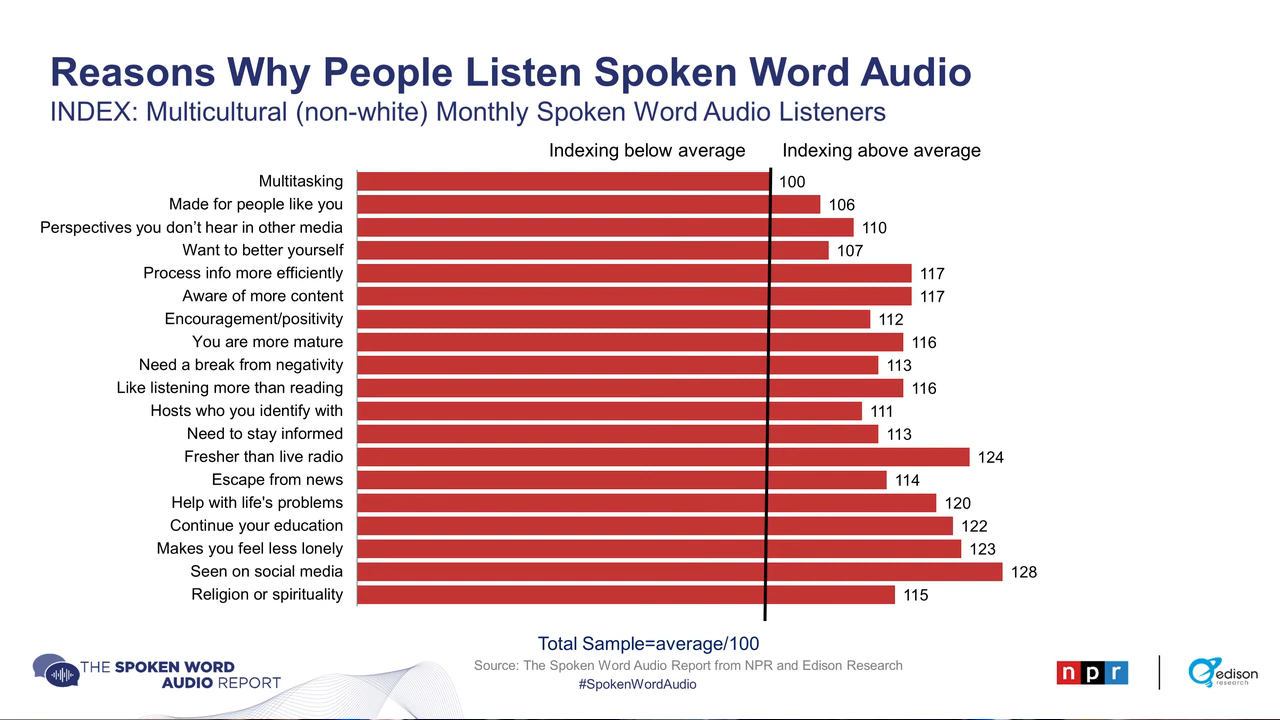 Reasons Why People Listen Spoken Word Audio
INDEX: Multicultural (non-white) Monthly Spoken Word Audio Listeners
Indexing below average
Indexing above average
Multitasking 100
Made for people like you 106
Perspectives you don’t hear in other media 110
Want to better yourself 107
Process info more efficiently 117
Aware of more content 117
Encouragement/positivity 112
You are more mature 116
Need a break from negativity 113
Like listening more than reading 116
Hosts who you identify with 111
Need to stay informed 113
Fresher than live radio 124
Escape from news 114
Help with life's problems 120
Continue your education 122
Makes you feel less lonely 123
Seen on social media 128
Religion or spirituality 115
Total Sample=average/100
Source: The Spoken Word Audio Report from NPR and Edison Research
#SpokenWordAudio
THE SPOKEN WORD
AUDIO REPORT
npr
edison
research